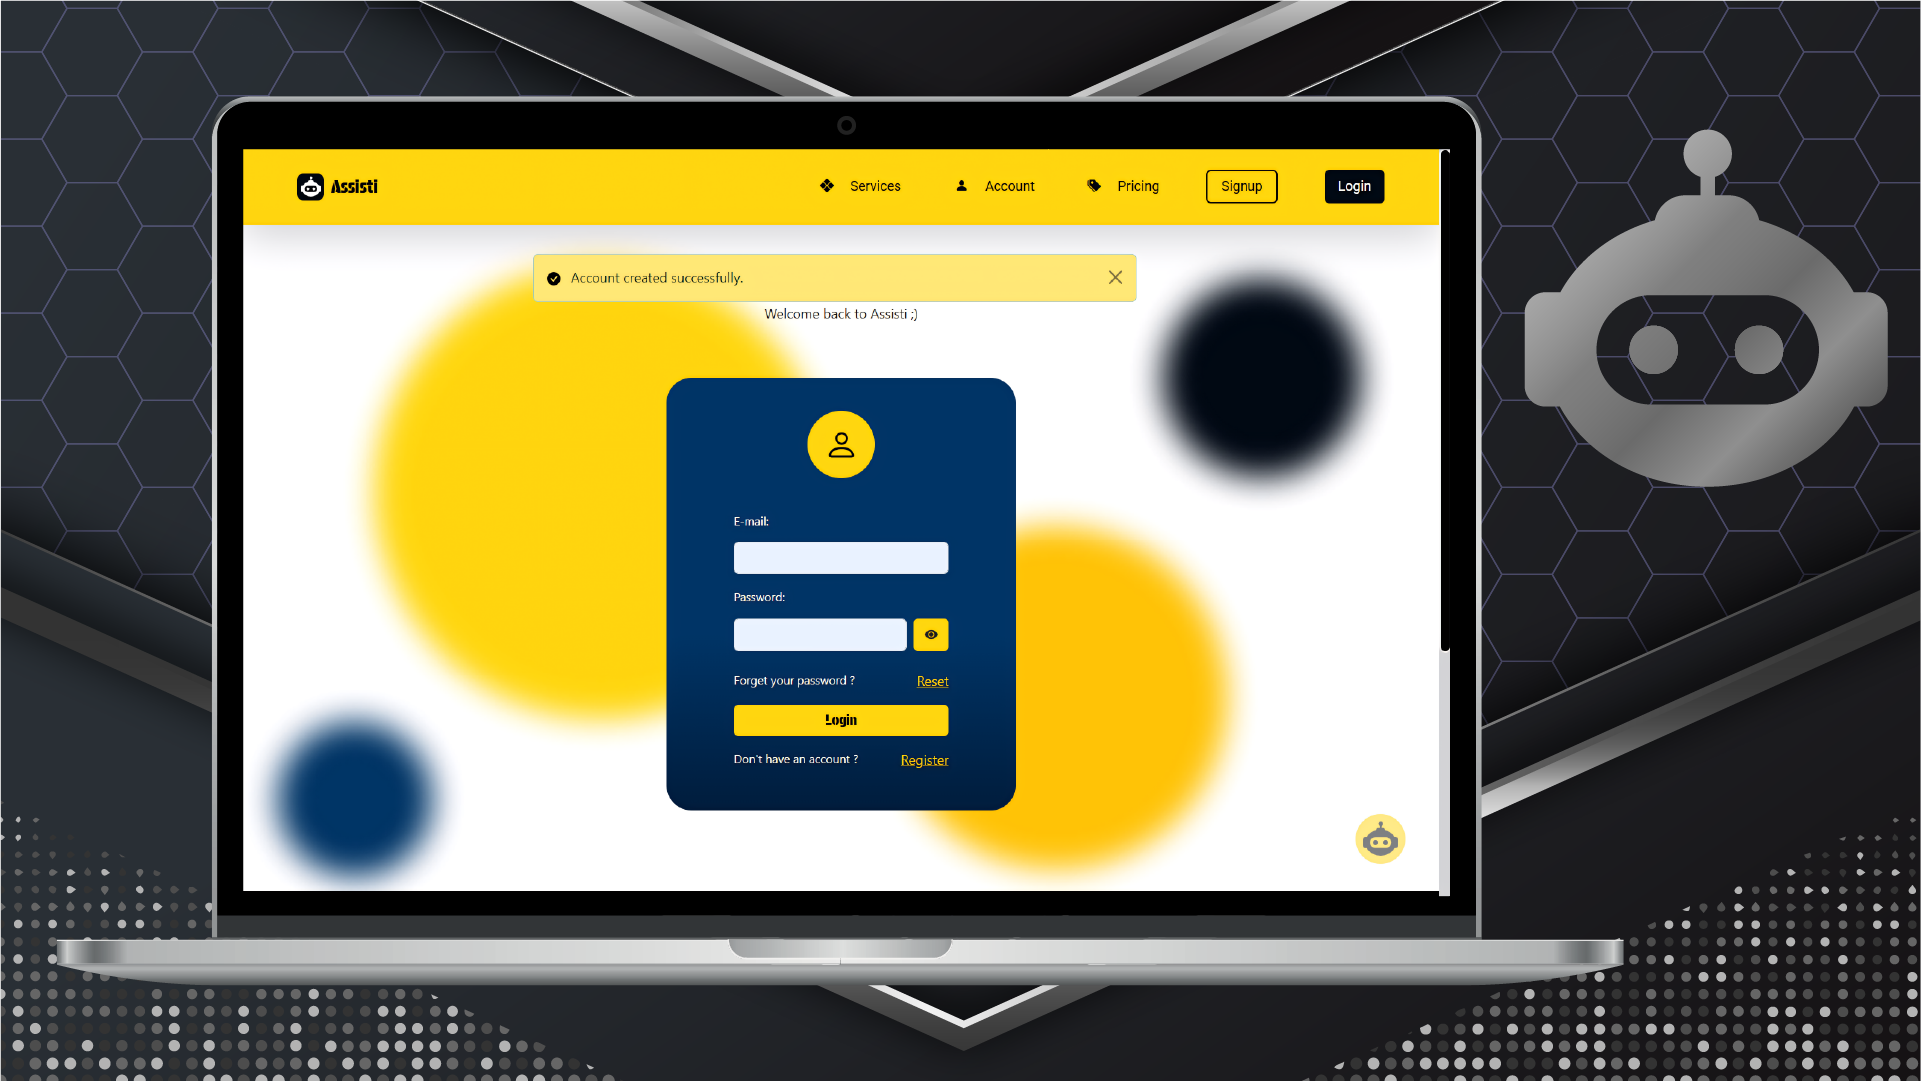 Assisti
Services
Account
Pricing
Signup
Login
Account created successfully.
Welcome back to Assisti ;)
E-mail:
Password:
Forget your password ?
Reset
Login
Don't have an account ?
Register